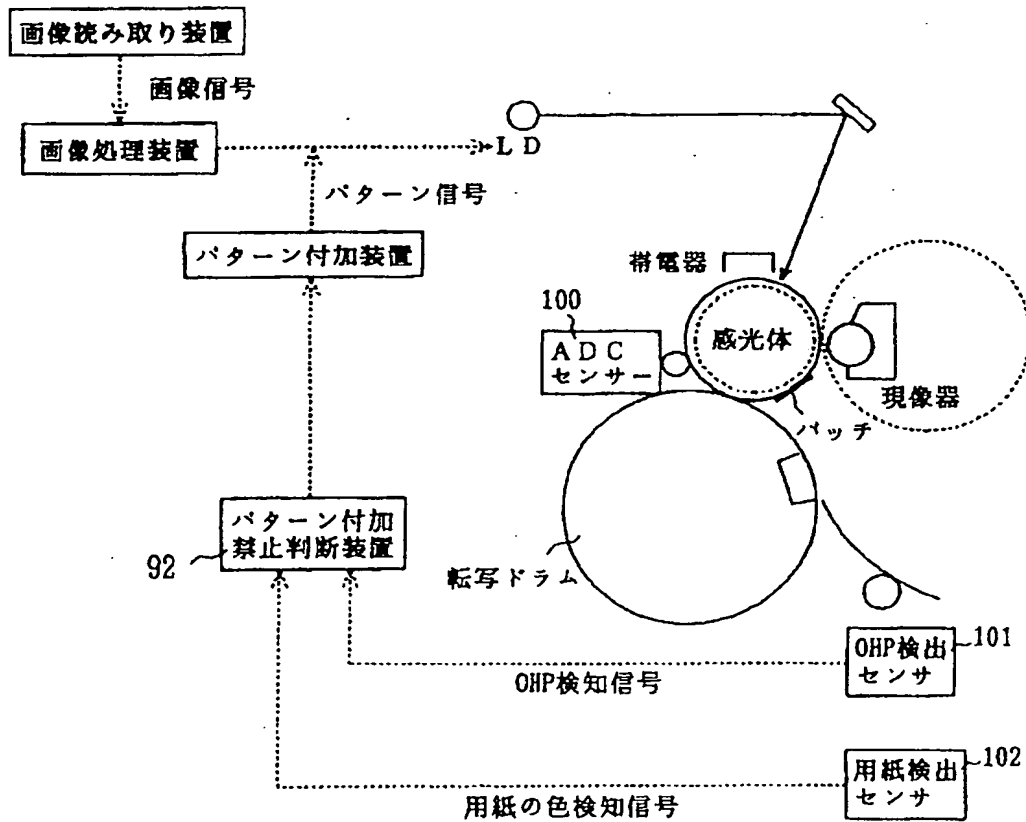 画像読み取り装置
画像信号
画像処理装置
LD
パターン信号
パターン付加装置
帯電器
100
ADC
センサー
感光体
現像器
パッチ
パターン付加
禁止判断装置
92
転写ドラム
OHP検出
センサ
101
OHP検知信号
用紙検出
センサ
102
用紙の色検知信号